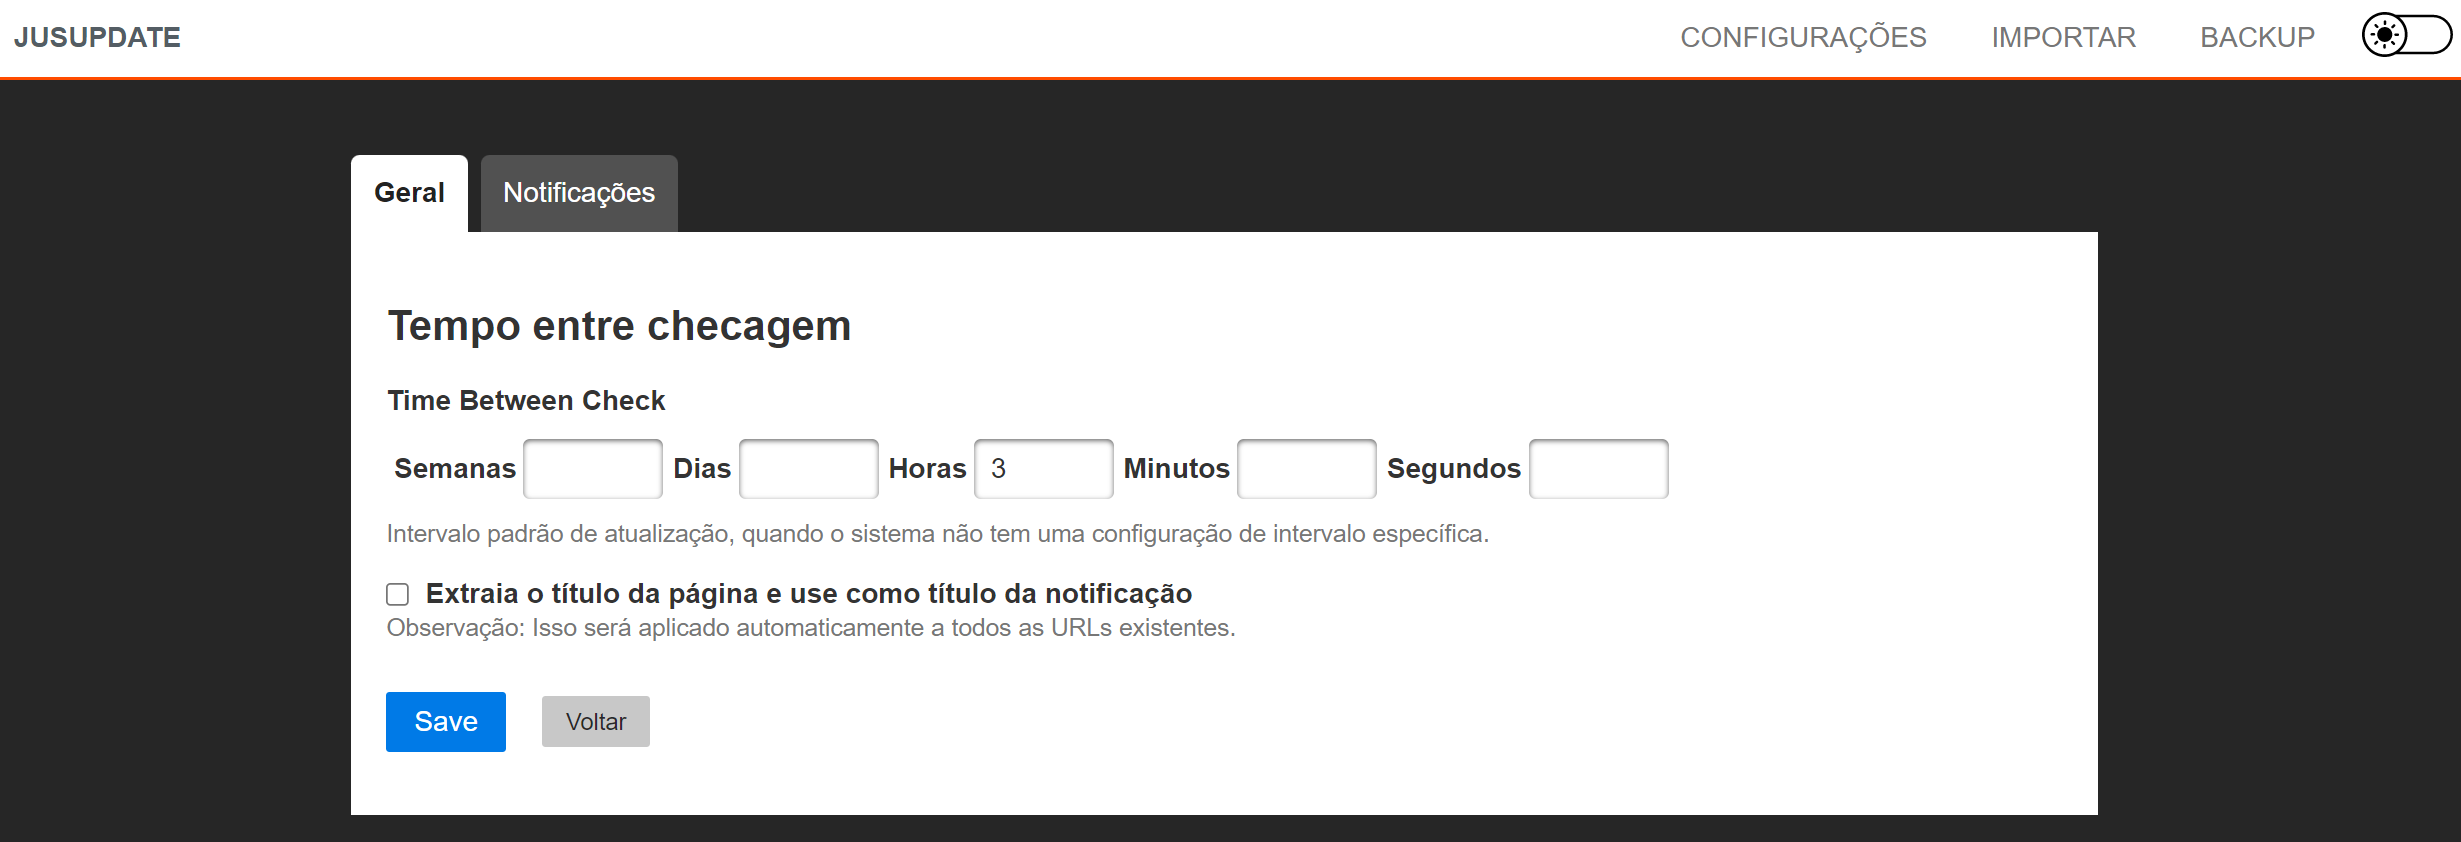 JUSUPDATE CONFIGURAÇÕES IMPORTAR BACKUP
Geral Notificações
Tempo entre checagem
Time Between Check
Semanas Dias Horas 3 Minutos Segundos
Intervalo padrão de atualização, quando o sistema não tem uma configuração de intervalo específica.
Extraia o título da página e use como título da notificação
Observação: Isso será aplicado automaticamente a todos as URLs existentes.
Save Voltar